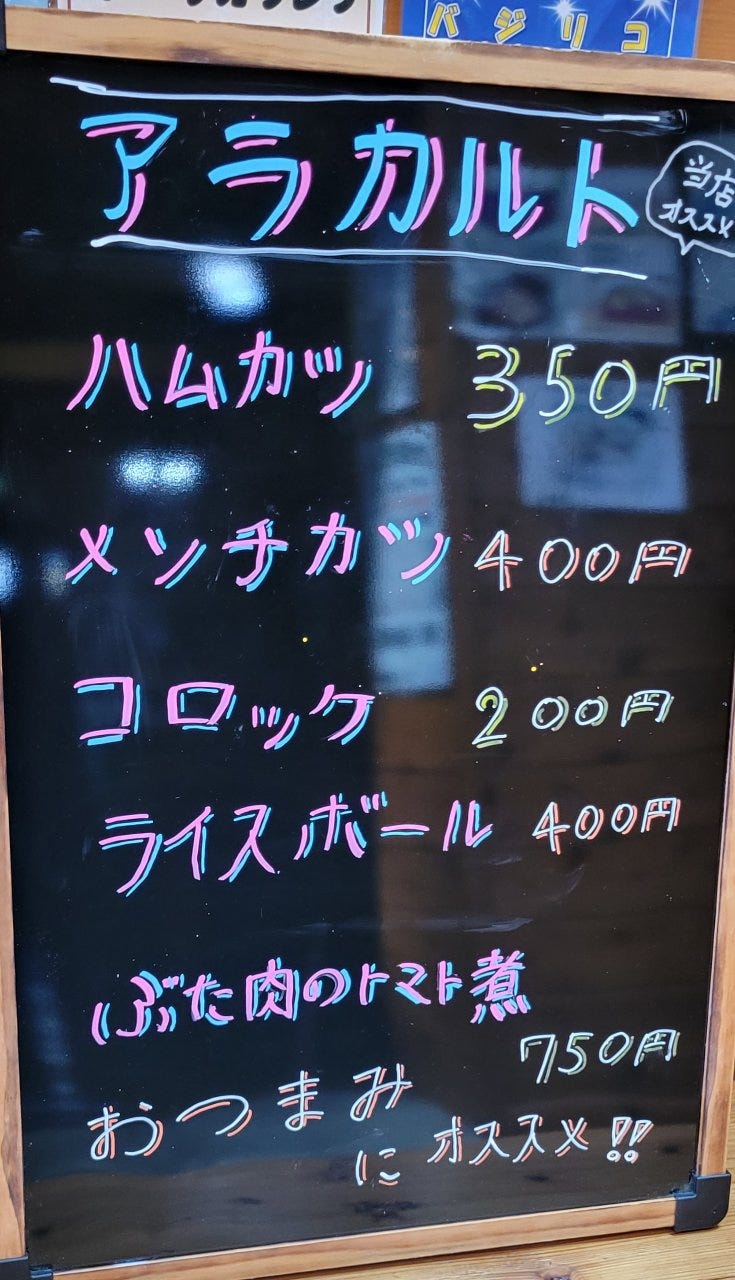 バジリコ
アラカルト
当店
オススメ
ハムカツ 350円
メンチカツ 400円
コロッケ 200円
ライスボール 400円
ぶた肉のトマト煮
750円
おつまみ
に オススメ!!